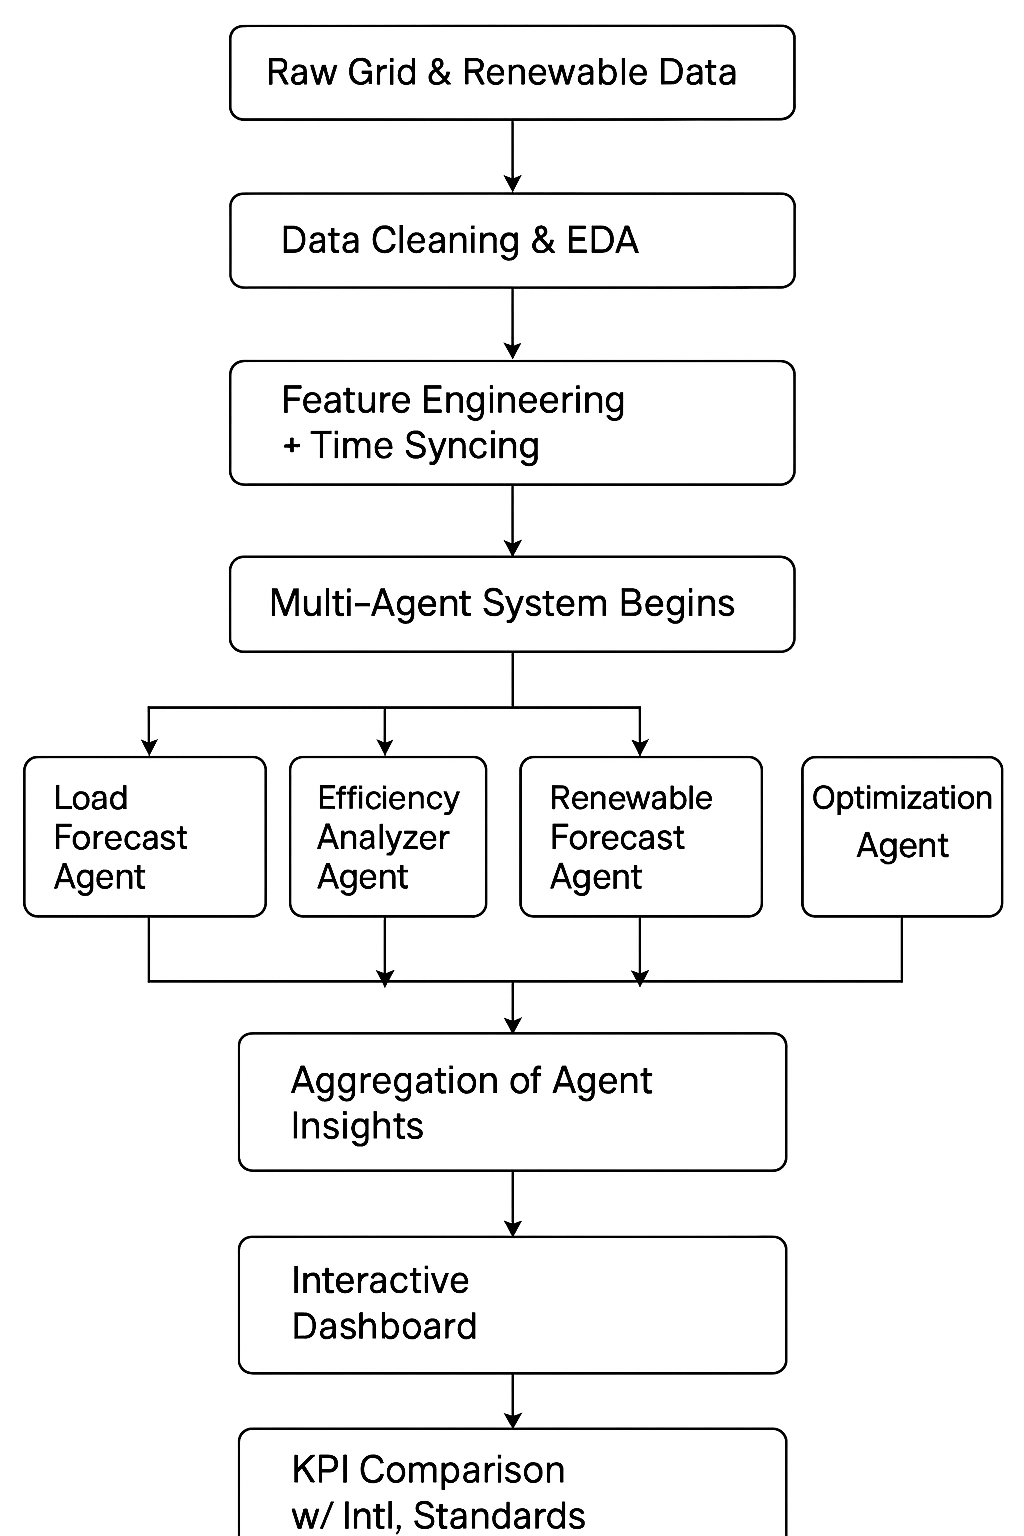 Raw Grid & Renewable Data
Data Cleaning & EDA
Feature Engineering
+ Time Syncing
Multi-Agent System Begins
Load
Forecast
Agent
Efficiency
Analyzer
Agent
Renewable
Forecast
Agent
Optimization
Agent
Aggregation of Agent
Insights
Interactive
Dashboard
KPI Comparison
w/ Intl, Standards